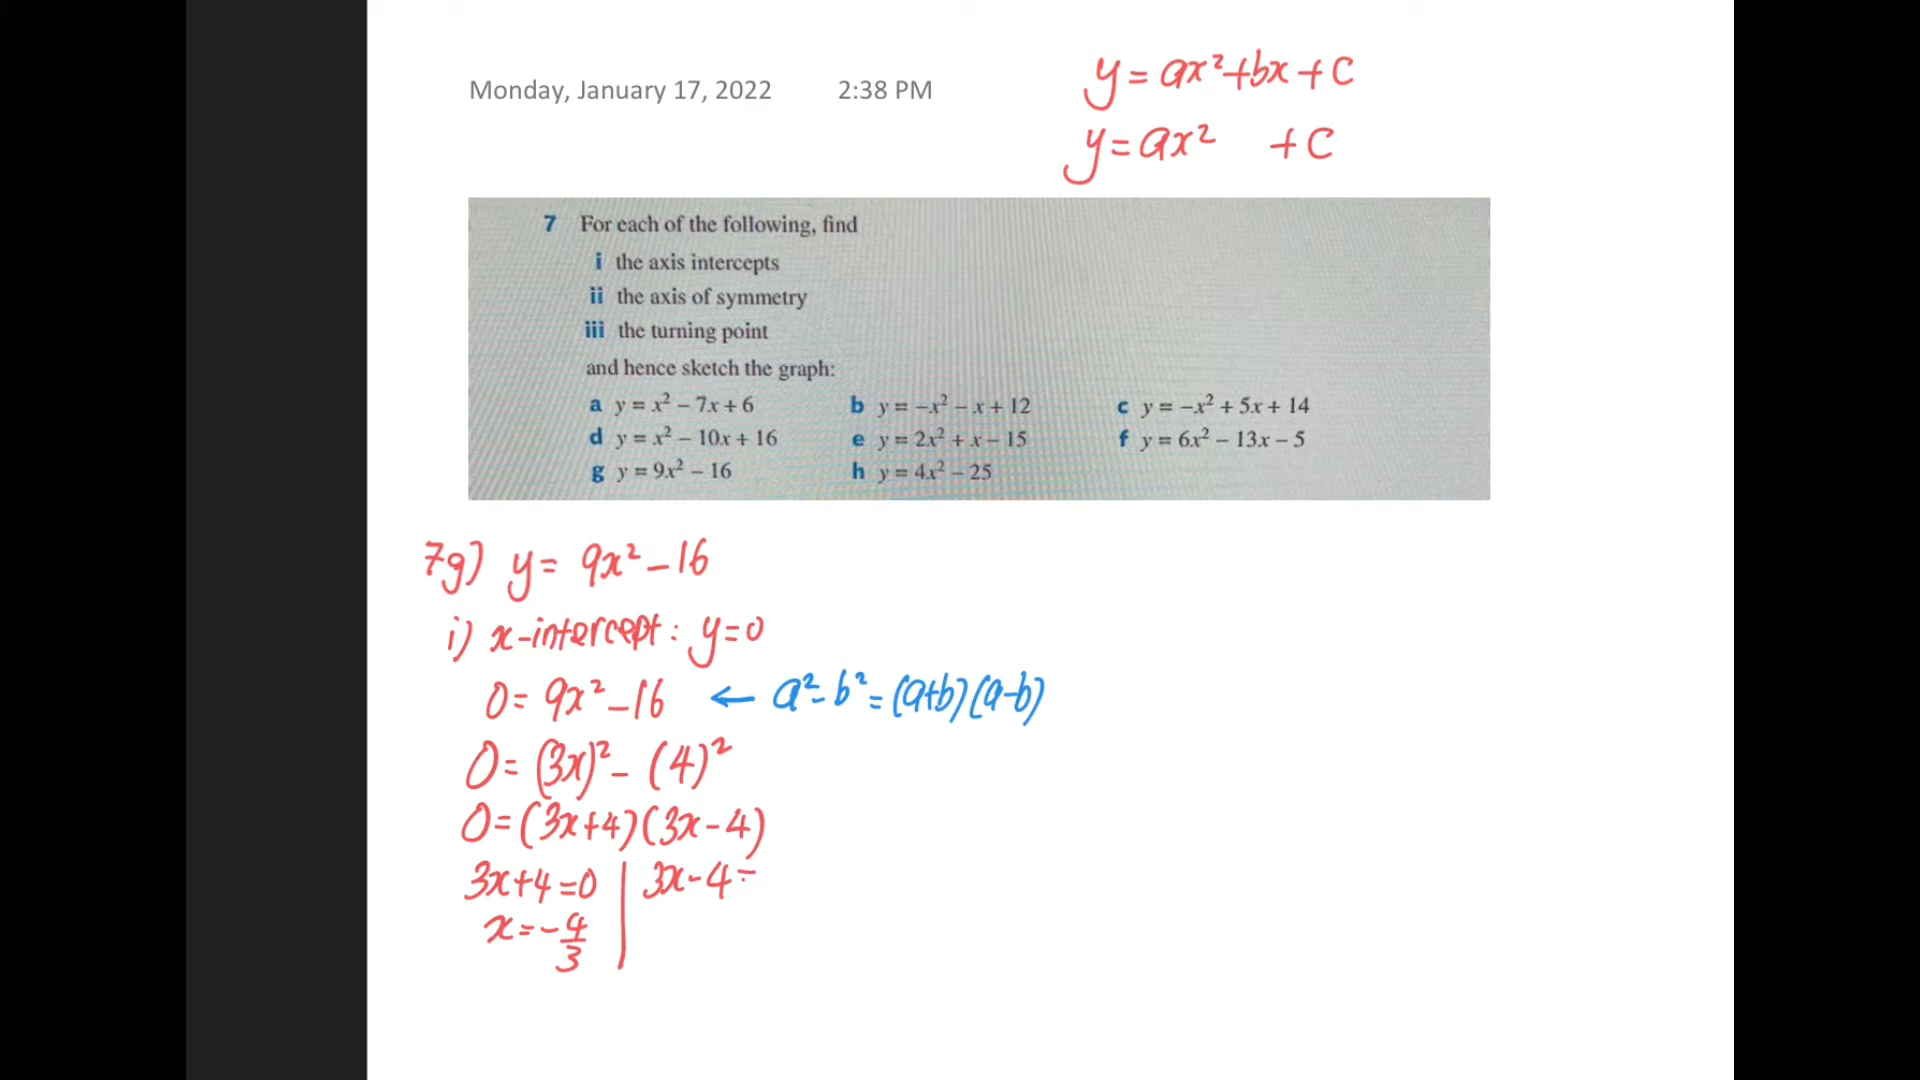 Monday, January 17, 2022 2:38 PM
y = ax² + bx + c
y = ax² + c
7 For each of the following, find
i the axis intercepts
ii the axis of symmetry
iii the turning point
and hence sketch the graph:
a y = x² – 7x + 6 b y = –x² – x + 12 c y = –x² + 5x + 14
d y = x² – 10x + 16 e y = 2x² + x – 15 f y = 6x² – 13x – 5
g y = 9x² – 16 h y = 4x² – 25
7g) y = 9x² – 16
i) x-intercept: y = 0
0 = 9x² – 16 ← a² – b² = (a+b)(a–b)
0 = (3x)² – (4)²
0 = (3x+4)(3x–4)
3x+4 = 0 | 3x–4 =
x = –4/3